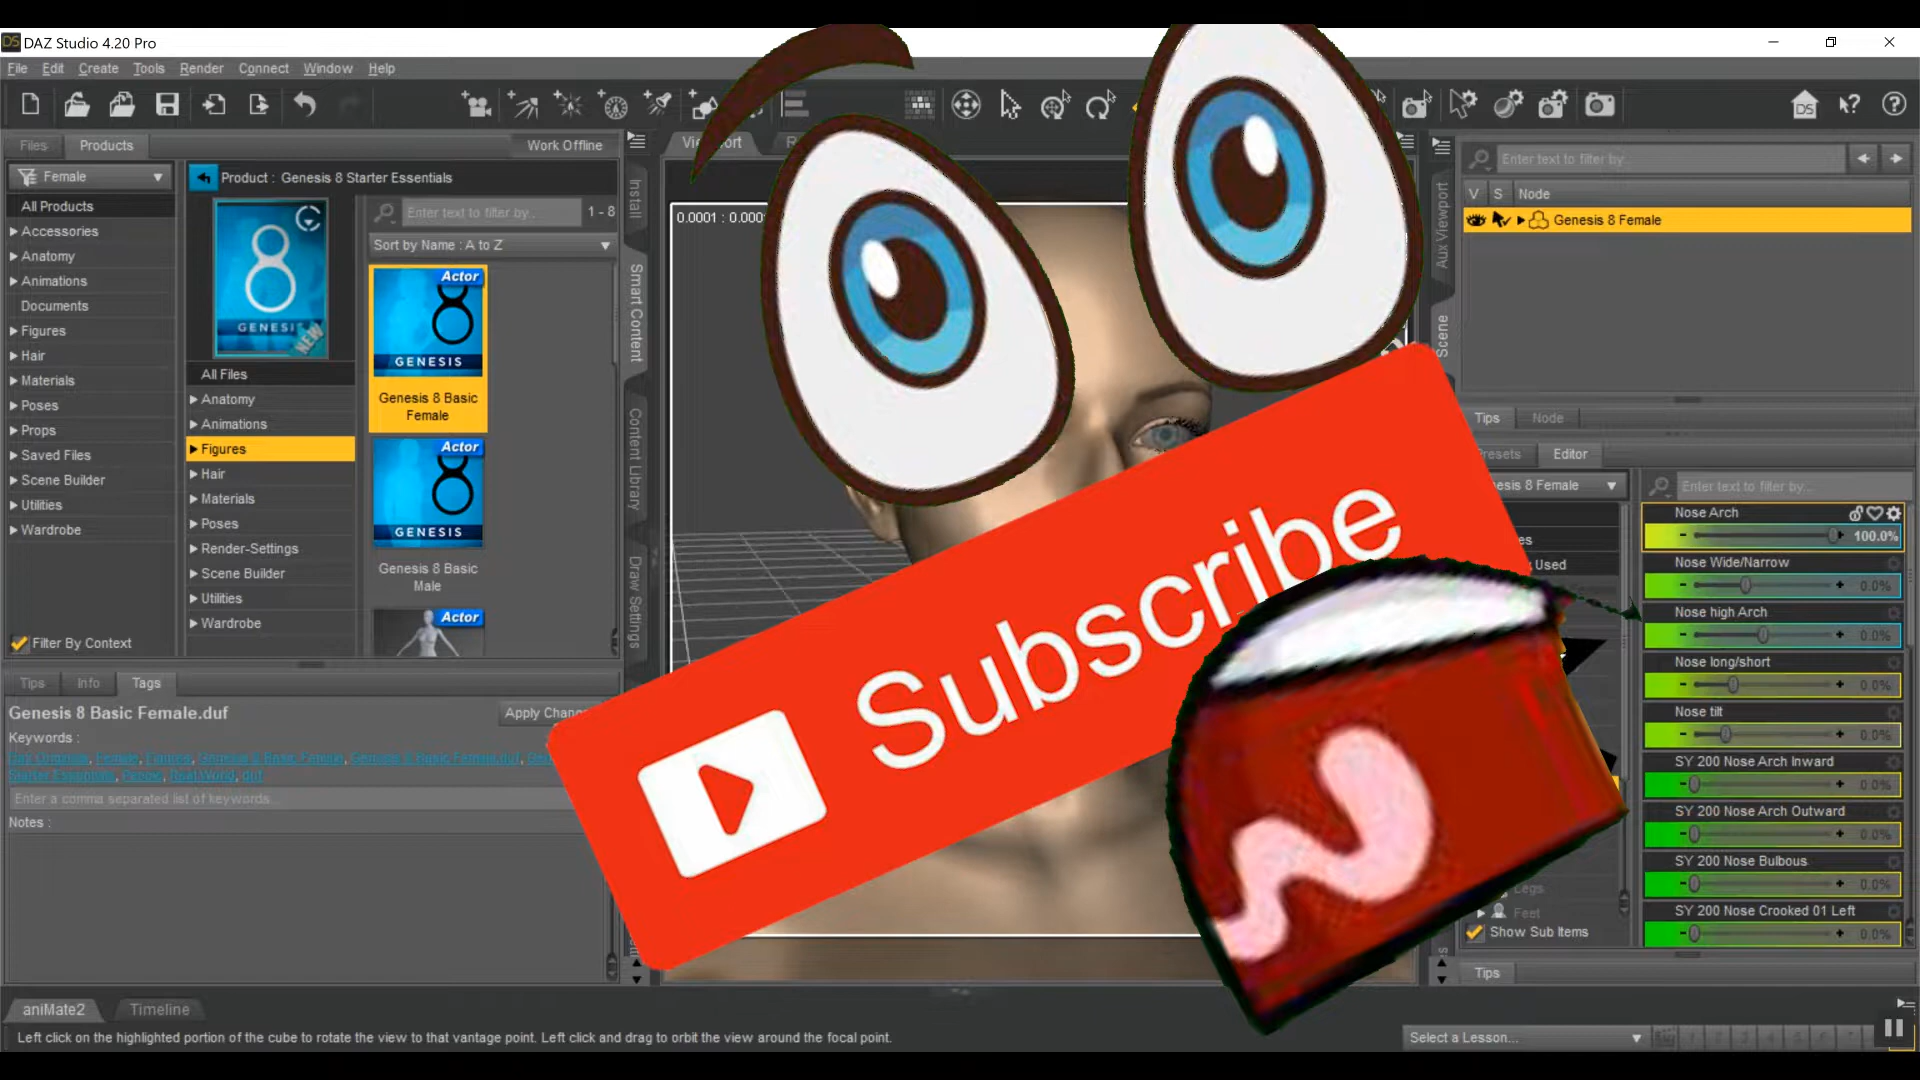 DAZ Studio 4.20 Pro
File Edit Create Tools Render Connect Window Help
Files Products Work Offline
Female
Product : Genesis 8 Starter Essentials
All Products
Accessories
Anatomy
Animations
Documents
Figures
Hair
Materials
Poses
Props
Saved Files
Scene Builder
Utilities
Wardrobe
Filter By Context
GENESIS
NEW
All Files
Anatomy
Animations
Figures
Hair
Materials
Poses
Render-Settings
Scene Builder
Utilities
Wardrobe
Enter text to filter by... 1 - 8
Sort by Name : A to Z
Actor
GENESIS
Genesis 8 Basic
Female
Actor
GENESIS
Genesis 8 Basic
Male
Actor
Install
Smart Content
Content Library
Draw Settings
Tips Info Tags
Genesis 8 Basic Female.duf
Keywords :
Enter a comma separated list of keywords...
Notes :
0.0001 : 0.000
Subscribe
Aux Viewport
Scene
Enter text to filter by...
V S Node
Genesis 8 Female
Tips Node
Editor
8 Female
Enter text to filter by...
Used
Nose Arch
100.0%
Nose Wide/Narrow
0.0%
Nose high Arch
0.0%
Nose long/short
0.0%
Nose tilt
0.0%
SY 200 Nose Arch Inward
0.0%
SY 200 Nose Arch Outward
0.0%
SY 200 Nose Bulbous
0.0%
SY 200 Nose Crooked 01 Left
0.0%
Legs
Feet
Show Sub Items
Tips
aniMate2 Timeline
Left click on the highlighted portion of the cube to rotate the view to that vantage point. Left click and drag to orbit the view around the focal point.
Select a Lesson...